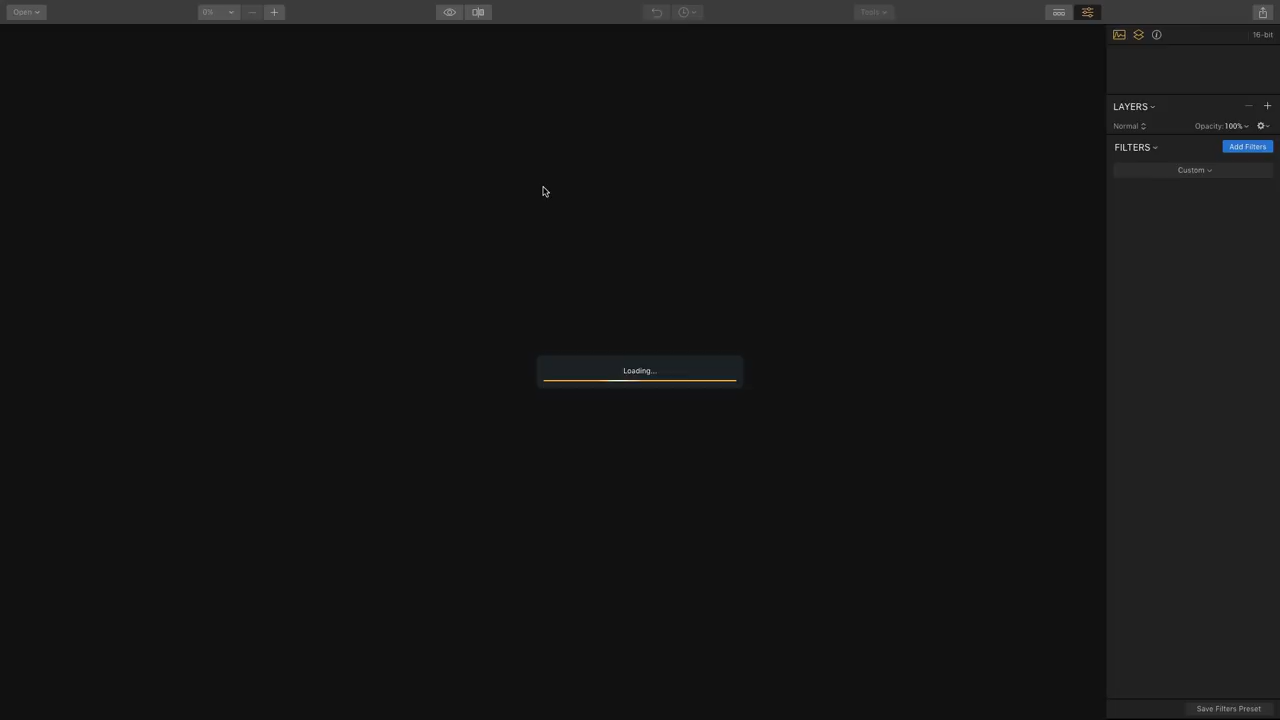 Open
0%
Tools
16-bit
LAYERS
Normal
Opacity: 100%
FILTERS
Add Filters
Custom
Loading...
Save Filters Preset